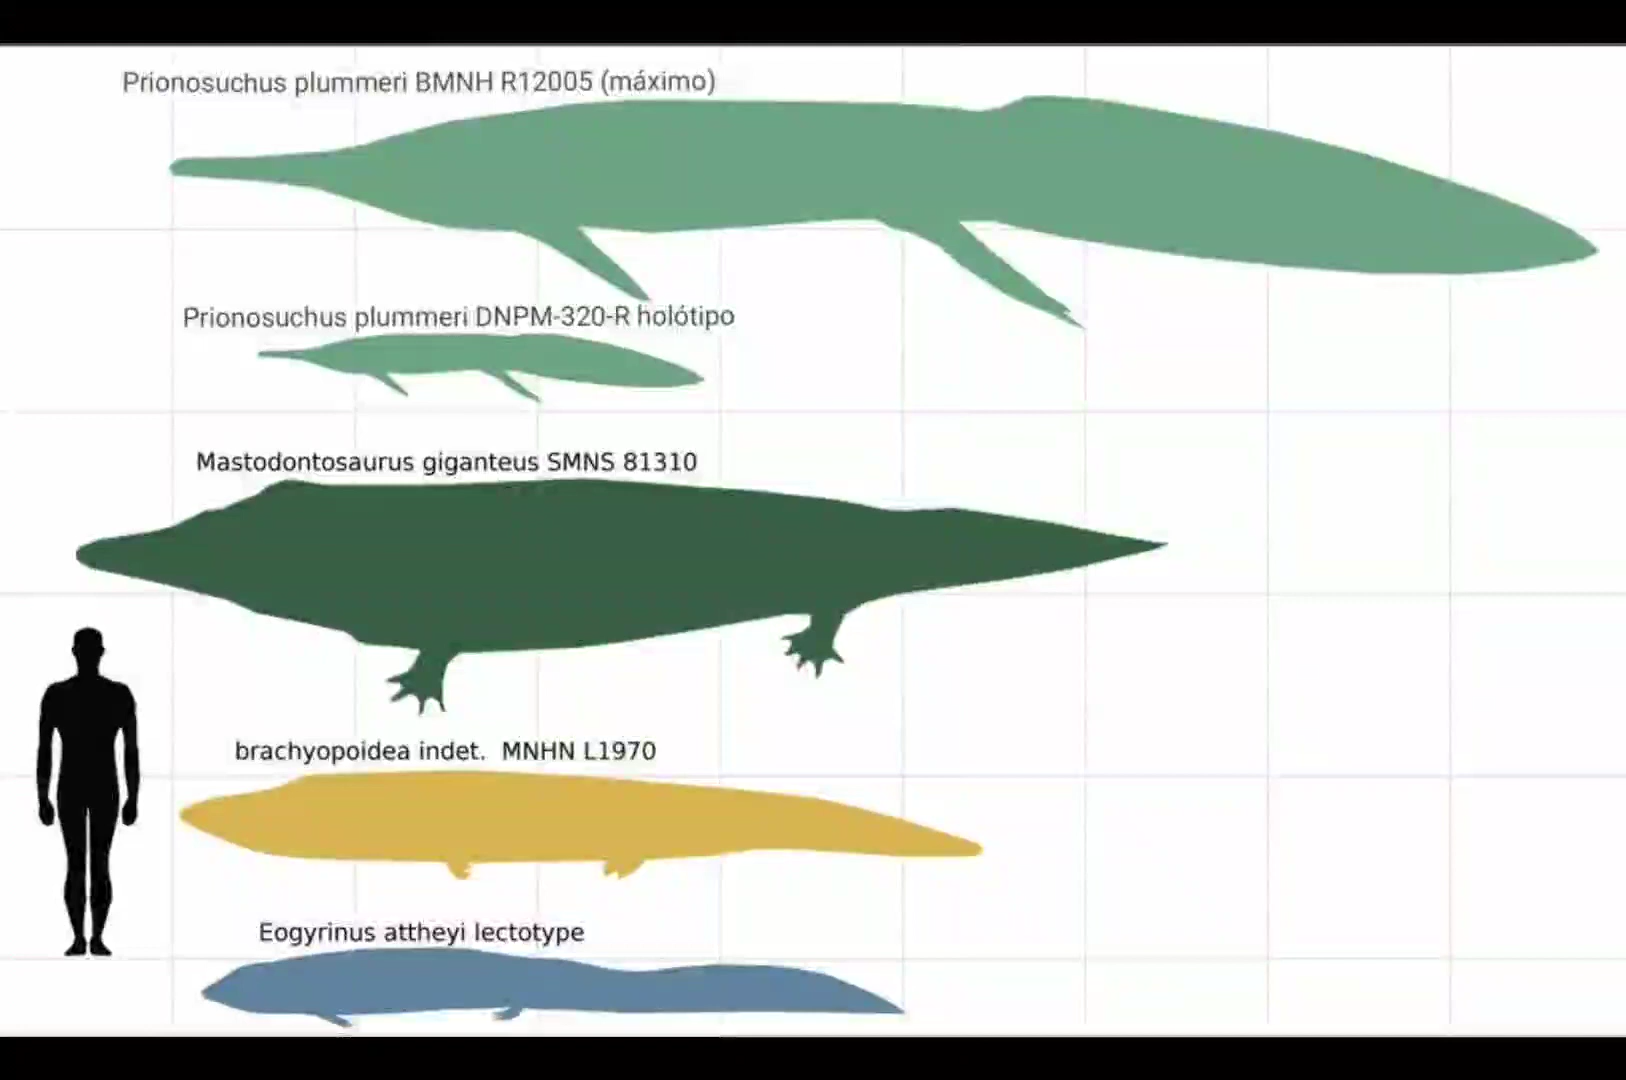 Prionosuchus plummeri BMNH R12005 (máximo)
Prionosuchus plummeri DNPM-320-R holótipo
Mastodontosaurus giganteus SMNS 81310
brachyopoidea indet.  MNHN L1970
Eogyrinus attheyi lectotype